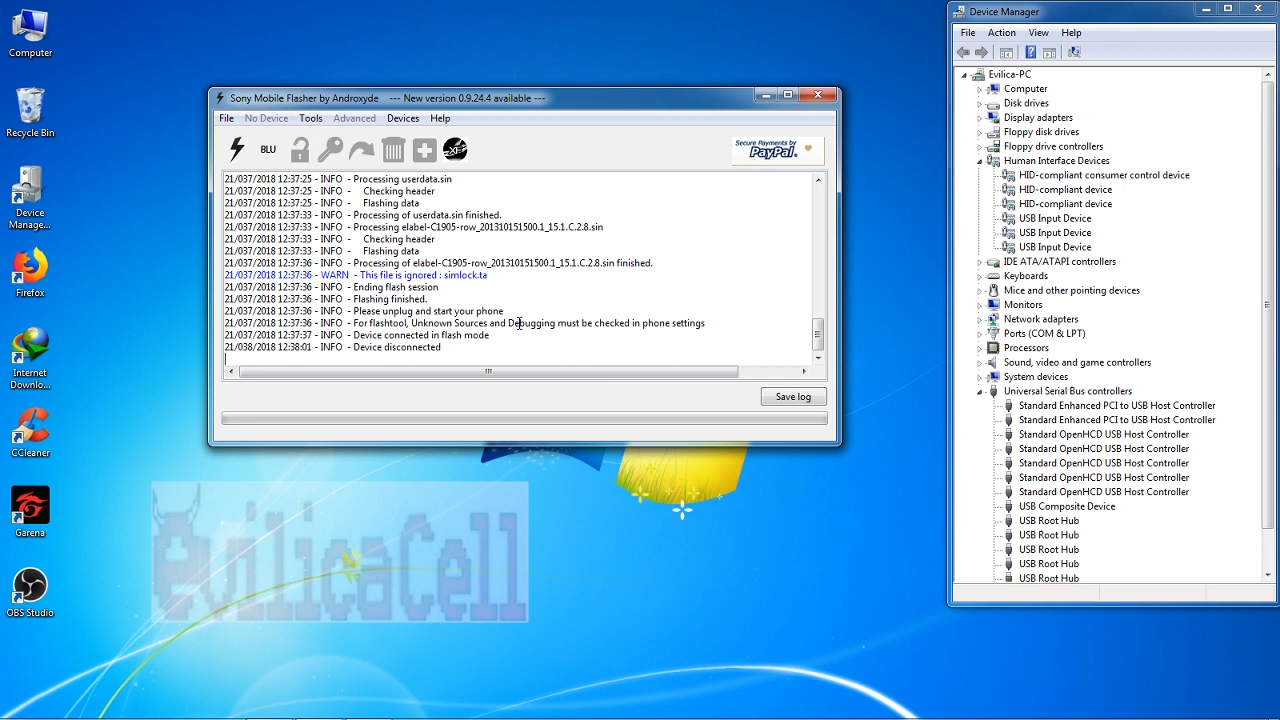 Computer
Recycle Bin
Device
Manage...
Firefox
Internet
Downlo...
CCleaner
Garena
OBS Studio
Sony Mobile Flasher by Androxyde --- New version 0.9.24.4 available ---
File No Device Tools Advanced Devices Help
BLU
Secure Payments by
PayPal.
21/037/2018 12:37:25 - INFO - Processing userdata.sin
21/037/2018 12:37:25 - INFO - Checking header
21/037/2018 12:37:25 - INFO - Flashing data
21/037/2018 12:37:33 - INFO - Processing of userdata.sin finished.
21/037/2018 12:37:33 - INFO - Processing elabel-C1905-row_201310151500.1_15.1.C.2.8.sin
21/037/2018 12:37:33 - INFO - Checking header
21/037/2018 12:37:33 - INFO - Flashing data
21/037/2018 12:37:36 - INFO - Processing of elabel-C1905-row_201310151500.1_15.1.C.2.8.sin finished.
21/037/2018 12:37:36 - WARN - This file is ignored : simlock.ta
21/037/2018 12:37:36 - INFO - Ending flash session
21/037/2018 12:37:36 - INFO - Flashing finished.
21/037/2018 12:37:36 - INFO - Please unplug and start your phone
21/037/2018 12:37:36 - INFO - For flashtool, Unknown Sources and Debugging must be checked in phone settings
21/037/2018 12:37:37 - INFO - Device connected in flash mode
21/038/2018 12:38:01 - INFO - Device disconnected
Save log
evilicacell
Device Manager
File Action View Help
Evilica-PC
Computer
Disk drives
Display adapters
Floppy disk drives
Floppy drive controllers
Human Interface Devices
HID-compliant consumer control device
HID-compliant device
HID-compliant device
USB Input Device
USB Input Device
USB Input Device
IDE ATA/ATAPI controllers
Keyboards
Mice and other pointing devices
Monitors
Network adapters
Ports (COM & LPT)
Processors
Sound, video and game controllers
System devices
Universal Serial Bus controllers
Standard Enhanced PCI to USB Host Controller
Standard Enhanced PCI to USB Host Controller
Standard OpenHCD USB Host Controller
Standard OpenHCD USB Host Controller
Standard OpenHCD USB Host Controller
Standard OpenHCD USB Host Controller
Standard OpenHCD USB Host Controller
USB Composite Device
USB Root Hub
USB Root Hub
USB Root Hub
USB Root Hub
USB Root Hub